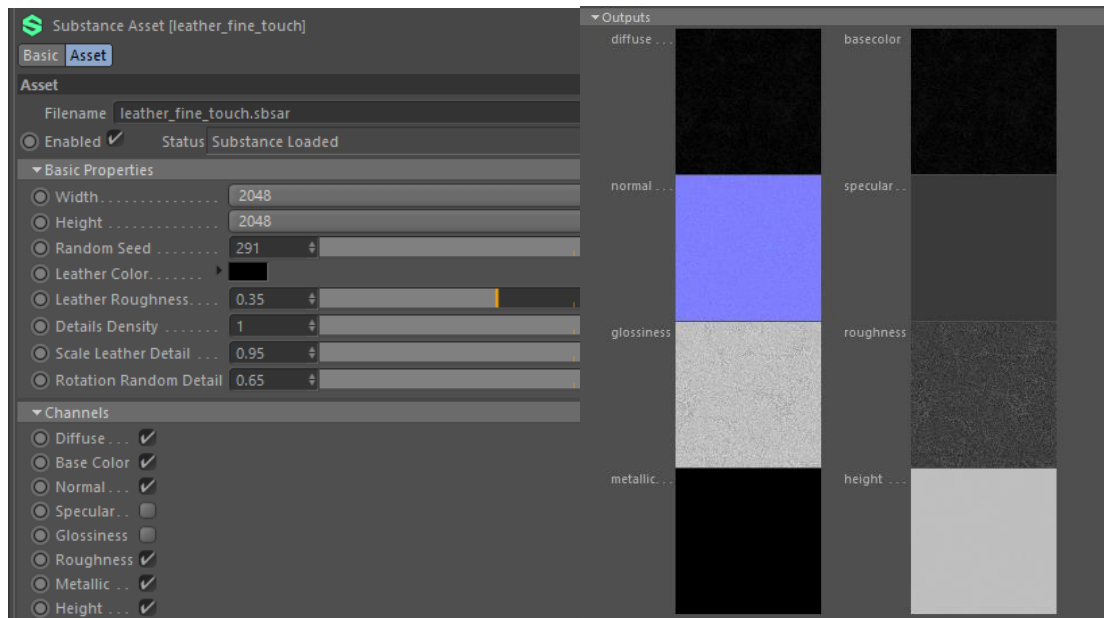 Substance Asset [leather_fine_touch]
Basic Asset
Asset
Filename leather_fine_touch.sbsar
Enabled Status Substance Loaded
Basic Properties
Width 2048
Height 2048
Random Seed 291
Leather Color
Leather Roughness 0.35
Details Density 1
Scale Leather Detail 0.95
Rotation Random Detail 0.65
Channels
Diffuse
Base Color
Normal
Specular
Glossiness
Roughness
Metallic
Height
Outputs
diffuse basecolor
normal specular
glossiness roughness
metallic height